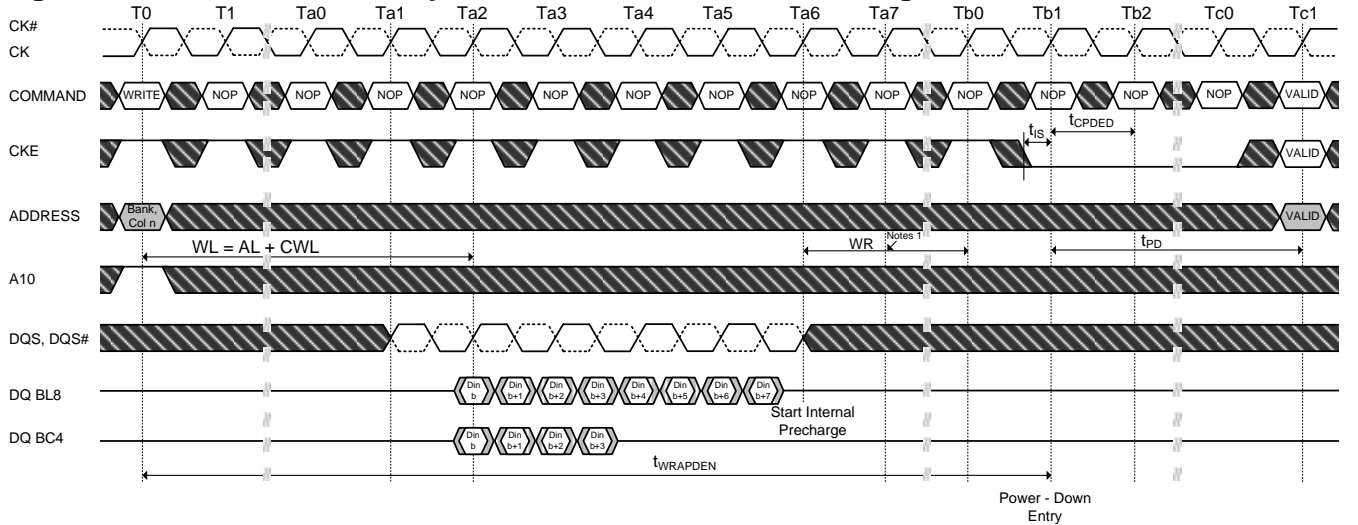 T0 T1 Ta0 Ta1 Ta2 Ta3 Ta4 Ta5 Ta6 Ta7 Tb0 Tb1 Tb2 Tc0 Tc1
CK#
CK
COMMAND WRITE NOP NOP NOP NOP NOP NOP NOP NOP NOP NOP NOP NOP NOP VALID
tIS tCPDED
CKE VALID
ADDRESS Bank, Col n VALID
WL = AL + CWL WR Notes 1 tPD
A10
DQS, DQS#
DQ BL8 Din b Din b+1 Din b+2 Din b+3 Din b+4 Din b+5 Din b+6 Din b+7
Start Internal
Precharge
DQ BC4 Din b Din b+1 Din b+2 Din b+3
tWRAPDEN
Power - Down
Entry